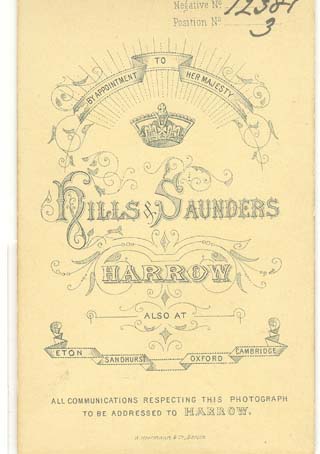 Negative No
Position No 3
BY APPOINTMENT TO HER MAJESTY
HILLS & SAUNDERS
HARROW
ALSO AT
ETON SANDHURST OXFORD CAMBRIDGE
ALL COMMUNICATIONS RESPECTING THIS PHOTOGRAPH
TO BE ADDRESSED TO HARROW.